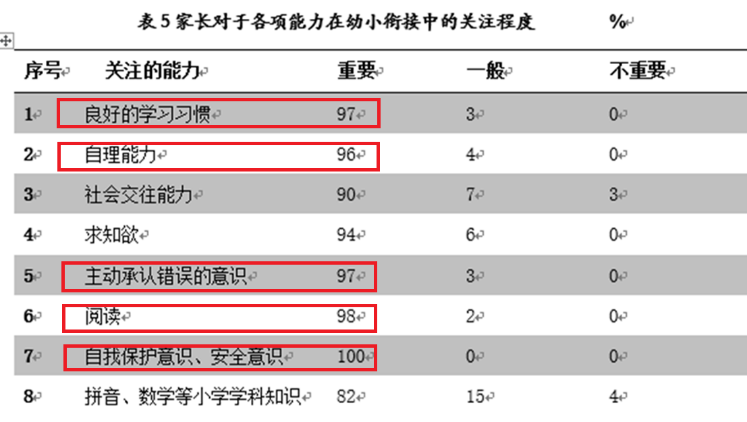 表 5 家长对于各项能力在幼小衔接中的关注程度 %
序号 关注的能力 重要 一般 不重要
1 良好的学习习惯 97 3 0
2 自理能力 96 4 0
3 社会交往能力 90 7 3
4 求知欲 94 6 0
5 主动承认错误的意识 97 3 0
6 阅读 98 2 0
7 自我保护意识、安全意识 100 0 0
8 拼音、数学等小学学科知识 82 15 4